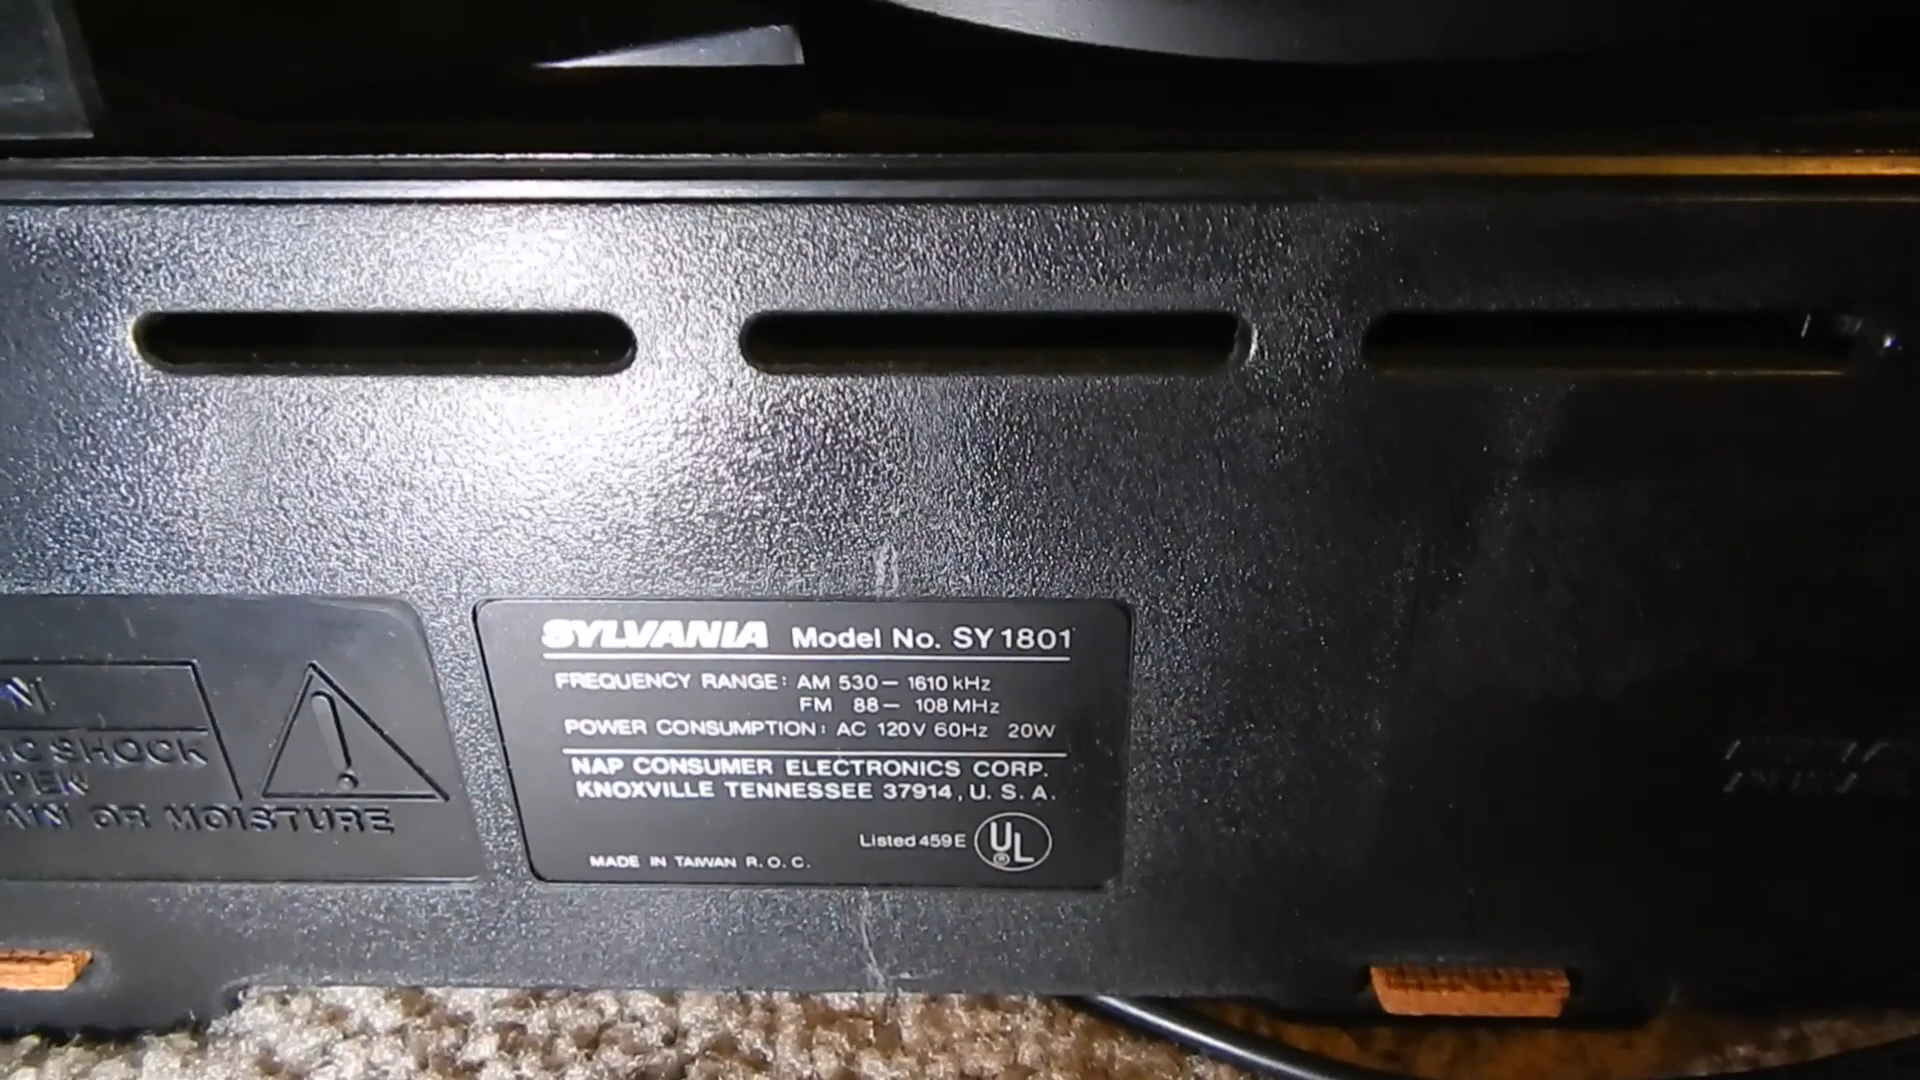 SYLVANIA Model No. SY 1801
FREQUENCY RANGE: AM 530 – 1610 kHz
FM 88 – 108 MHz
POWER CONSUMPTION: AC 120V 60Hz 20W
NAP CONSUMER ELECTRONICS CORP.
KNOXVILLE TENNESSEE 37914, U. S. A.
Listed 459E UL ®
MADE IN TAIWAN R. O. C.
SHOCK
OR MOISTURE